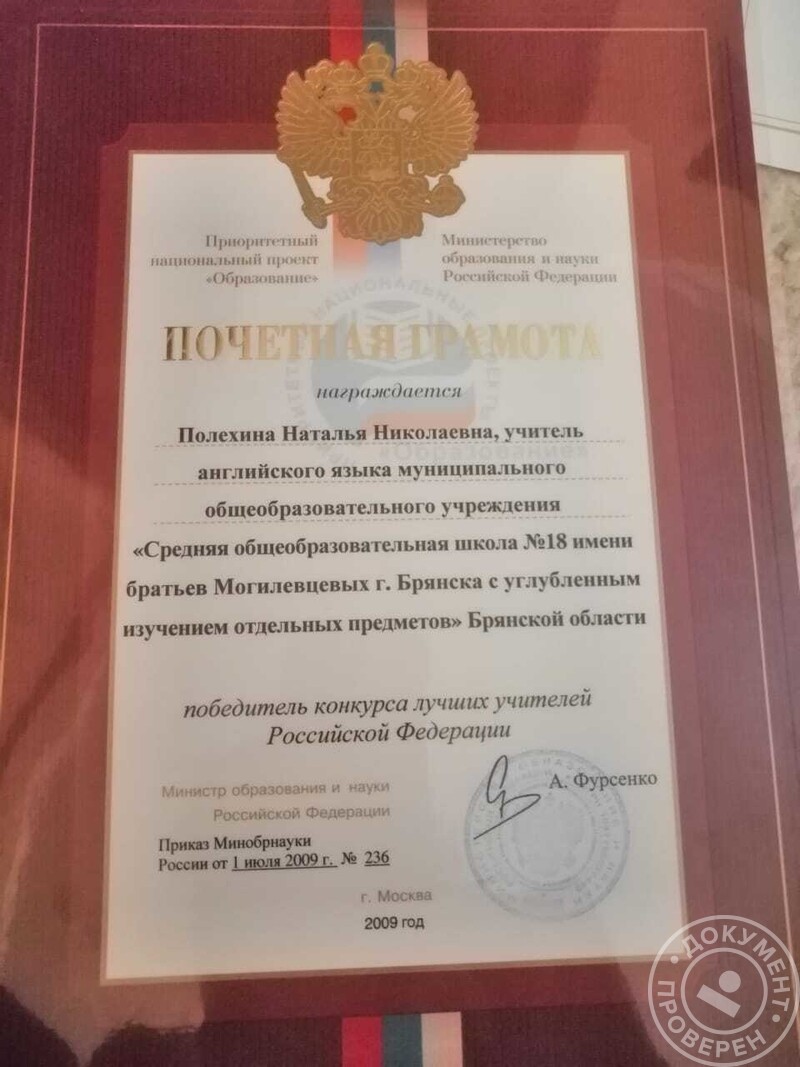 Приоритетный
национальный проект
«Образование»
Министерство
образования и науки
Российской Федерации
НАЦИОНАЛЬНЫЕ
ПОЧЕТНАЯ ГРАМОТА
награждается
«Образование»
Полехина Наталья Николаевна, учитель
английского языка муниципального
общеобразовательного учреждения
«Средняя общеобразовательная школа №18 имени
братьев Могилевцевых г. Брянска с углубленным
изучением отдельных предметов» Брянской области
победитель конкурса лучших учителей
Российской Федерации
Министр образования и науки
Российской Федерации
А. Фурсенко
Приказ Минобрнауки
России от 1 июля 2009 г. № 236
г. Москва
2009 год
ДОКУМЕНТ
ПРОВЕРЕН